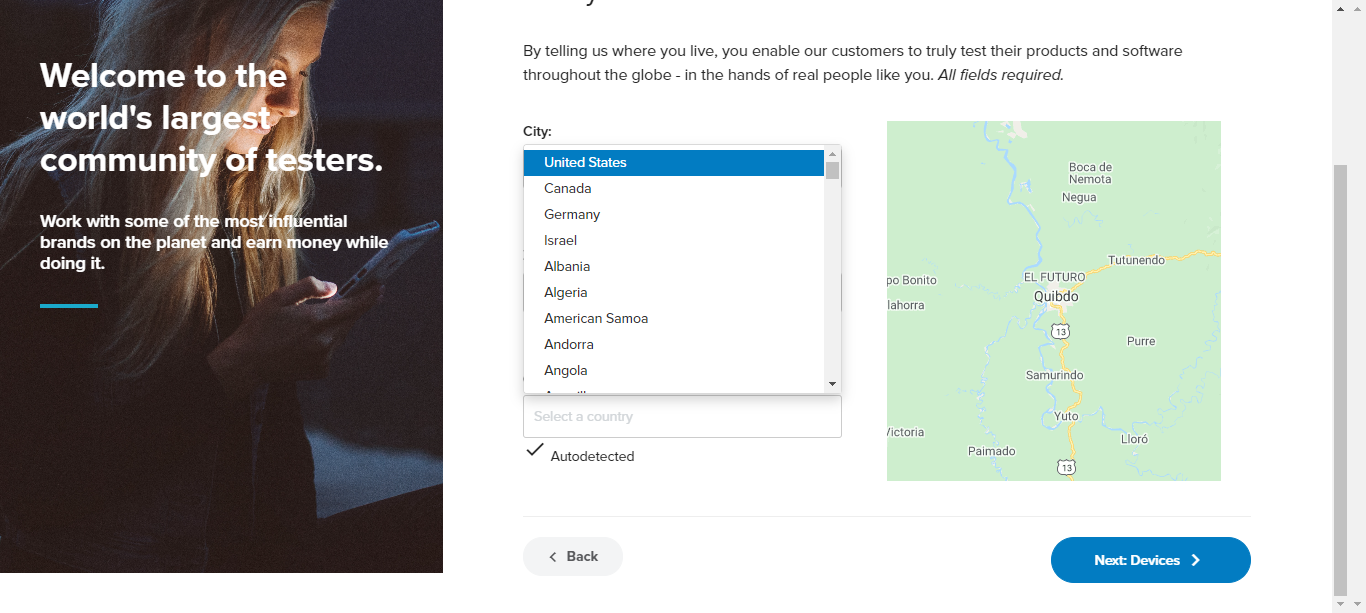 Welcome to the
world's largest
community of testers.
Work with some of the most influential
brands on the planet and earn money while
doing it.
By telling us where you live, you enable our customers to truly test their products and software
throughout the globe - in the hands of real people like you. All fields required.
City:
United States
Canada
Germany
Israel
Albania
Algeria
American Samoa
Andorra
Angola
Select a country
Autodetected
Boca de
Nemota
Negua
Tutunendo
EL FUTURO
po Bonito
Quibdo
lahorra
13
Purre
Samurindo
Yuto
Victoria
Lloró
Paimado
13
Back
Next: Devices